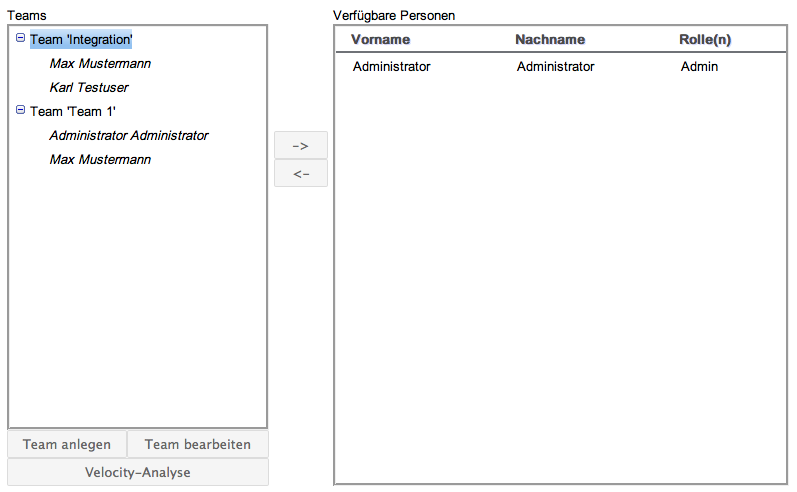 Teams
Team 'Integration'
Max Mustermann
Karl Testuser
Team 'Team 1'
Administrator Administrator
Max Mustermann
Team anlegen Team bearbeiten
Velocity-Analyse
->
<-
Verfügbare Personen
Vorname Nachname Rolle(n)
Administrator Administrator Admin